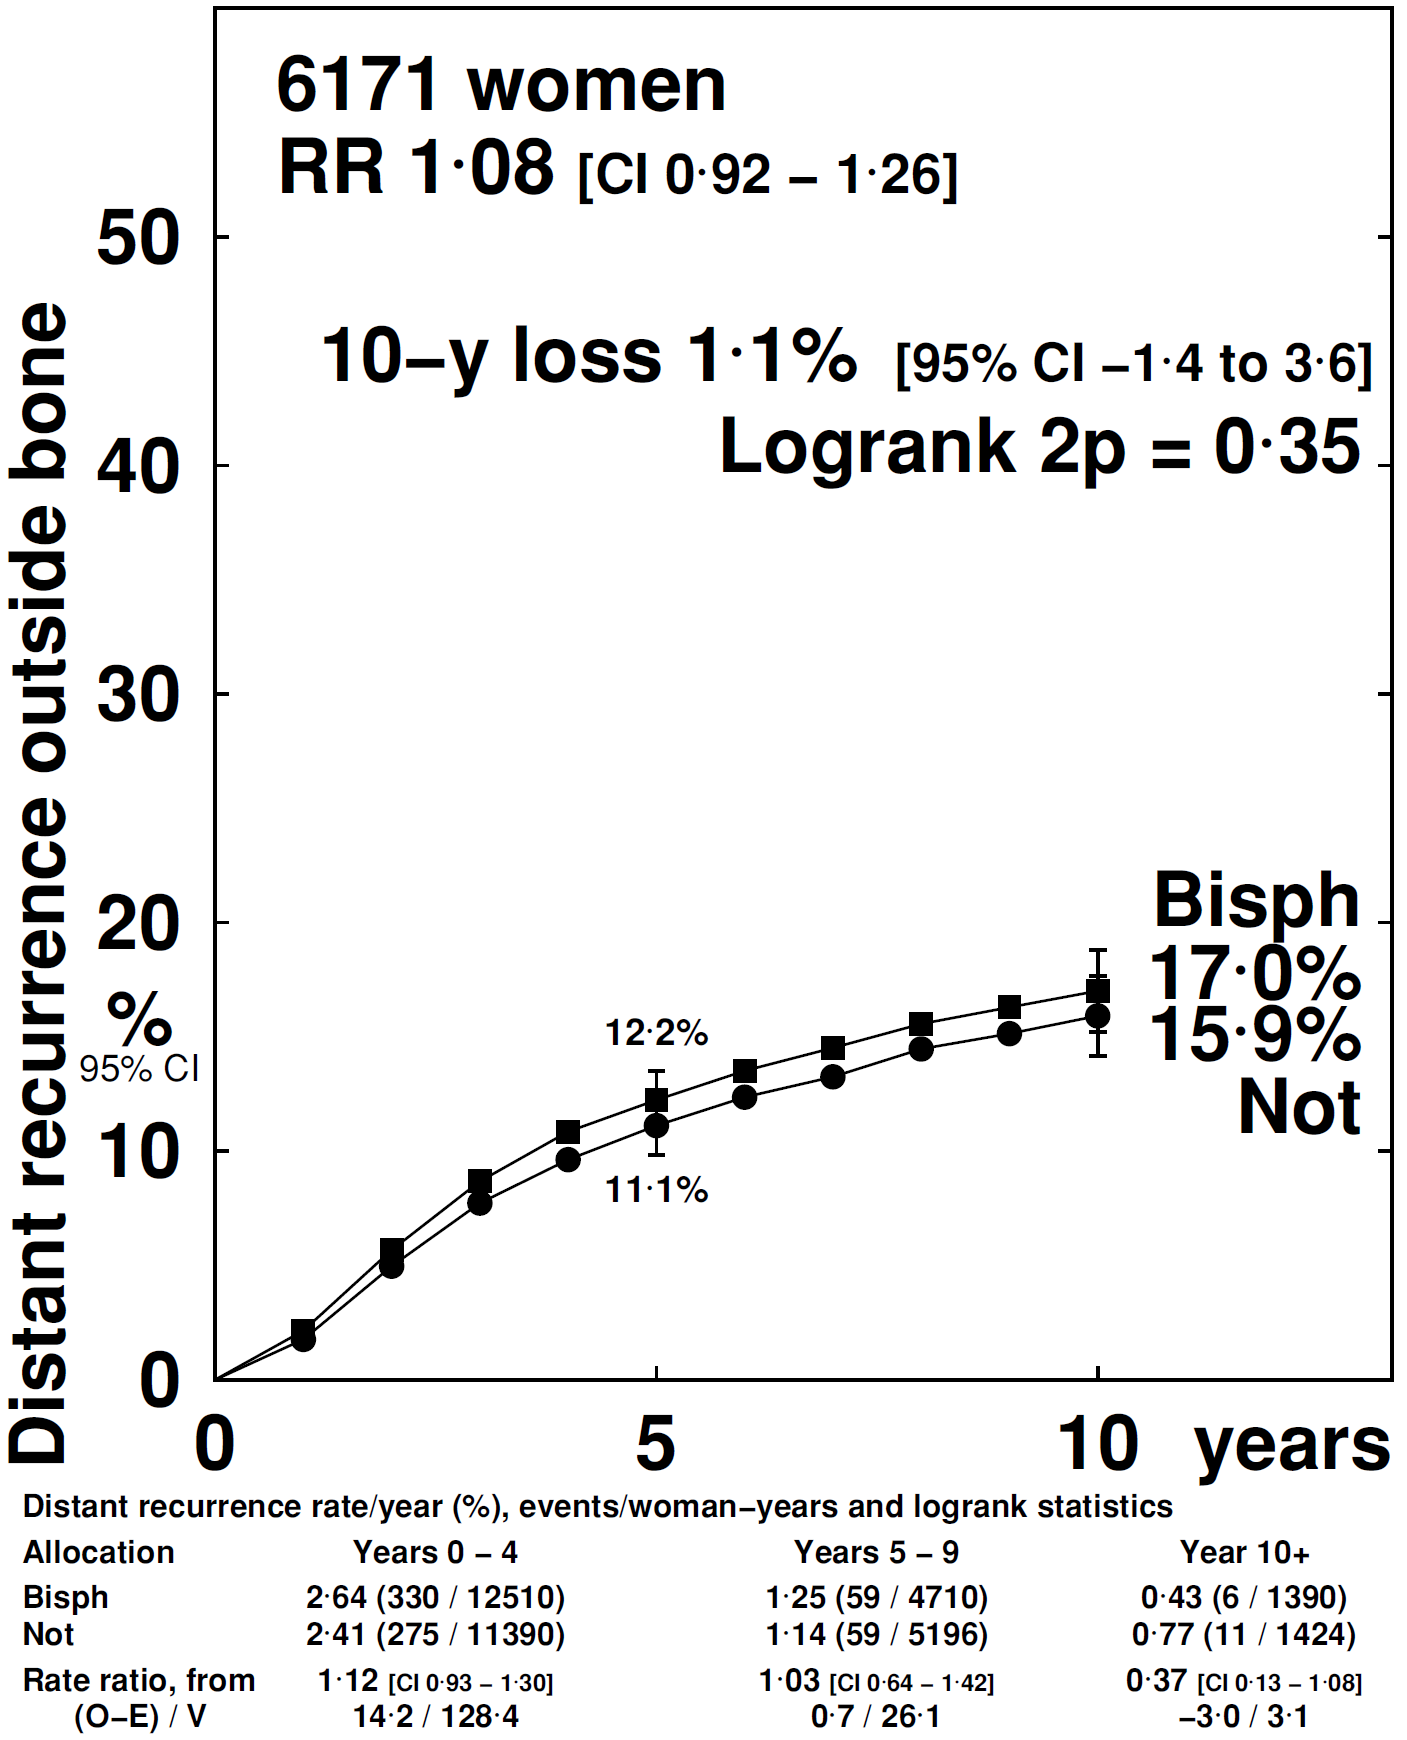 6171 women
RR 1·08 [CI 0·92 – 1·26]
50
10–y loss 1·1% [95% CI –1·4 to 3·6]
Logrank 2p = 0·35
40
30
20
10
0
%
95% CI
Distant recurrence outside bone
Bisph
17·0%
15·9%
Not
12·2%
11·1%
0 5 10 years
Distant recurrence rate/year (%), events/woman–years and logrank statistics
Allocation Years 0 – 4 Years 5 – 9 Year 10+
Bisph 2·64 (330 / 12510) 1·25 (59 / 4710) 0·43 (6 / 1390)
Not 2·41 (275 / 11390) 1·14 (59 / 5196) 0·77 (11 / 1424)
Rate ratio, from 1·12 [CI 0·93 – 1·30] 1·03 [CI 0·64 – 1·42] 0·37 [CI 0·13 – 1·08]
(O–E) / V 14·2 / 128·4 0·7 / 26·1 –3·0 / 3·1